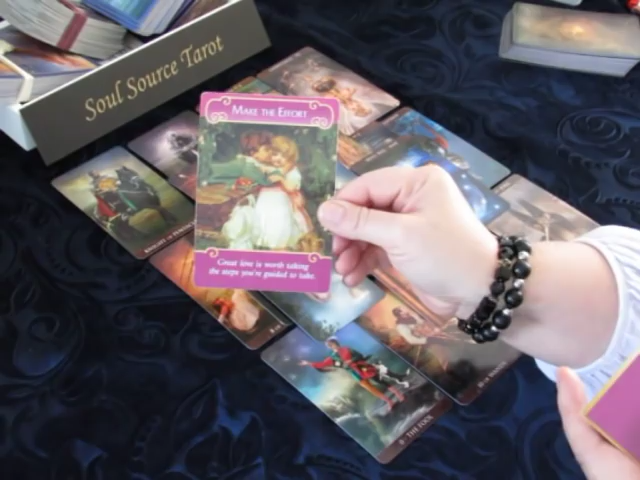 Soul Source Tarot
MAKE THE EFFORT
Great love is worth taking
the steps you're guided to take.
THE FOOL